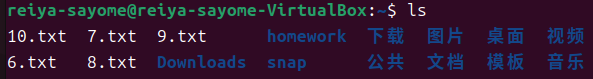 reiya-sayome@reiya-sayome-VirtualBox:~$ ls
10.txt 7.txt 9.txt homework 下载 图片 桌面 视频
6.txt 8.txt Downloads snap 公共 文档 模板 音乐